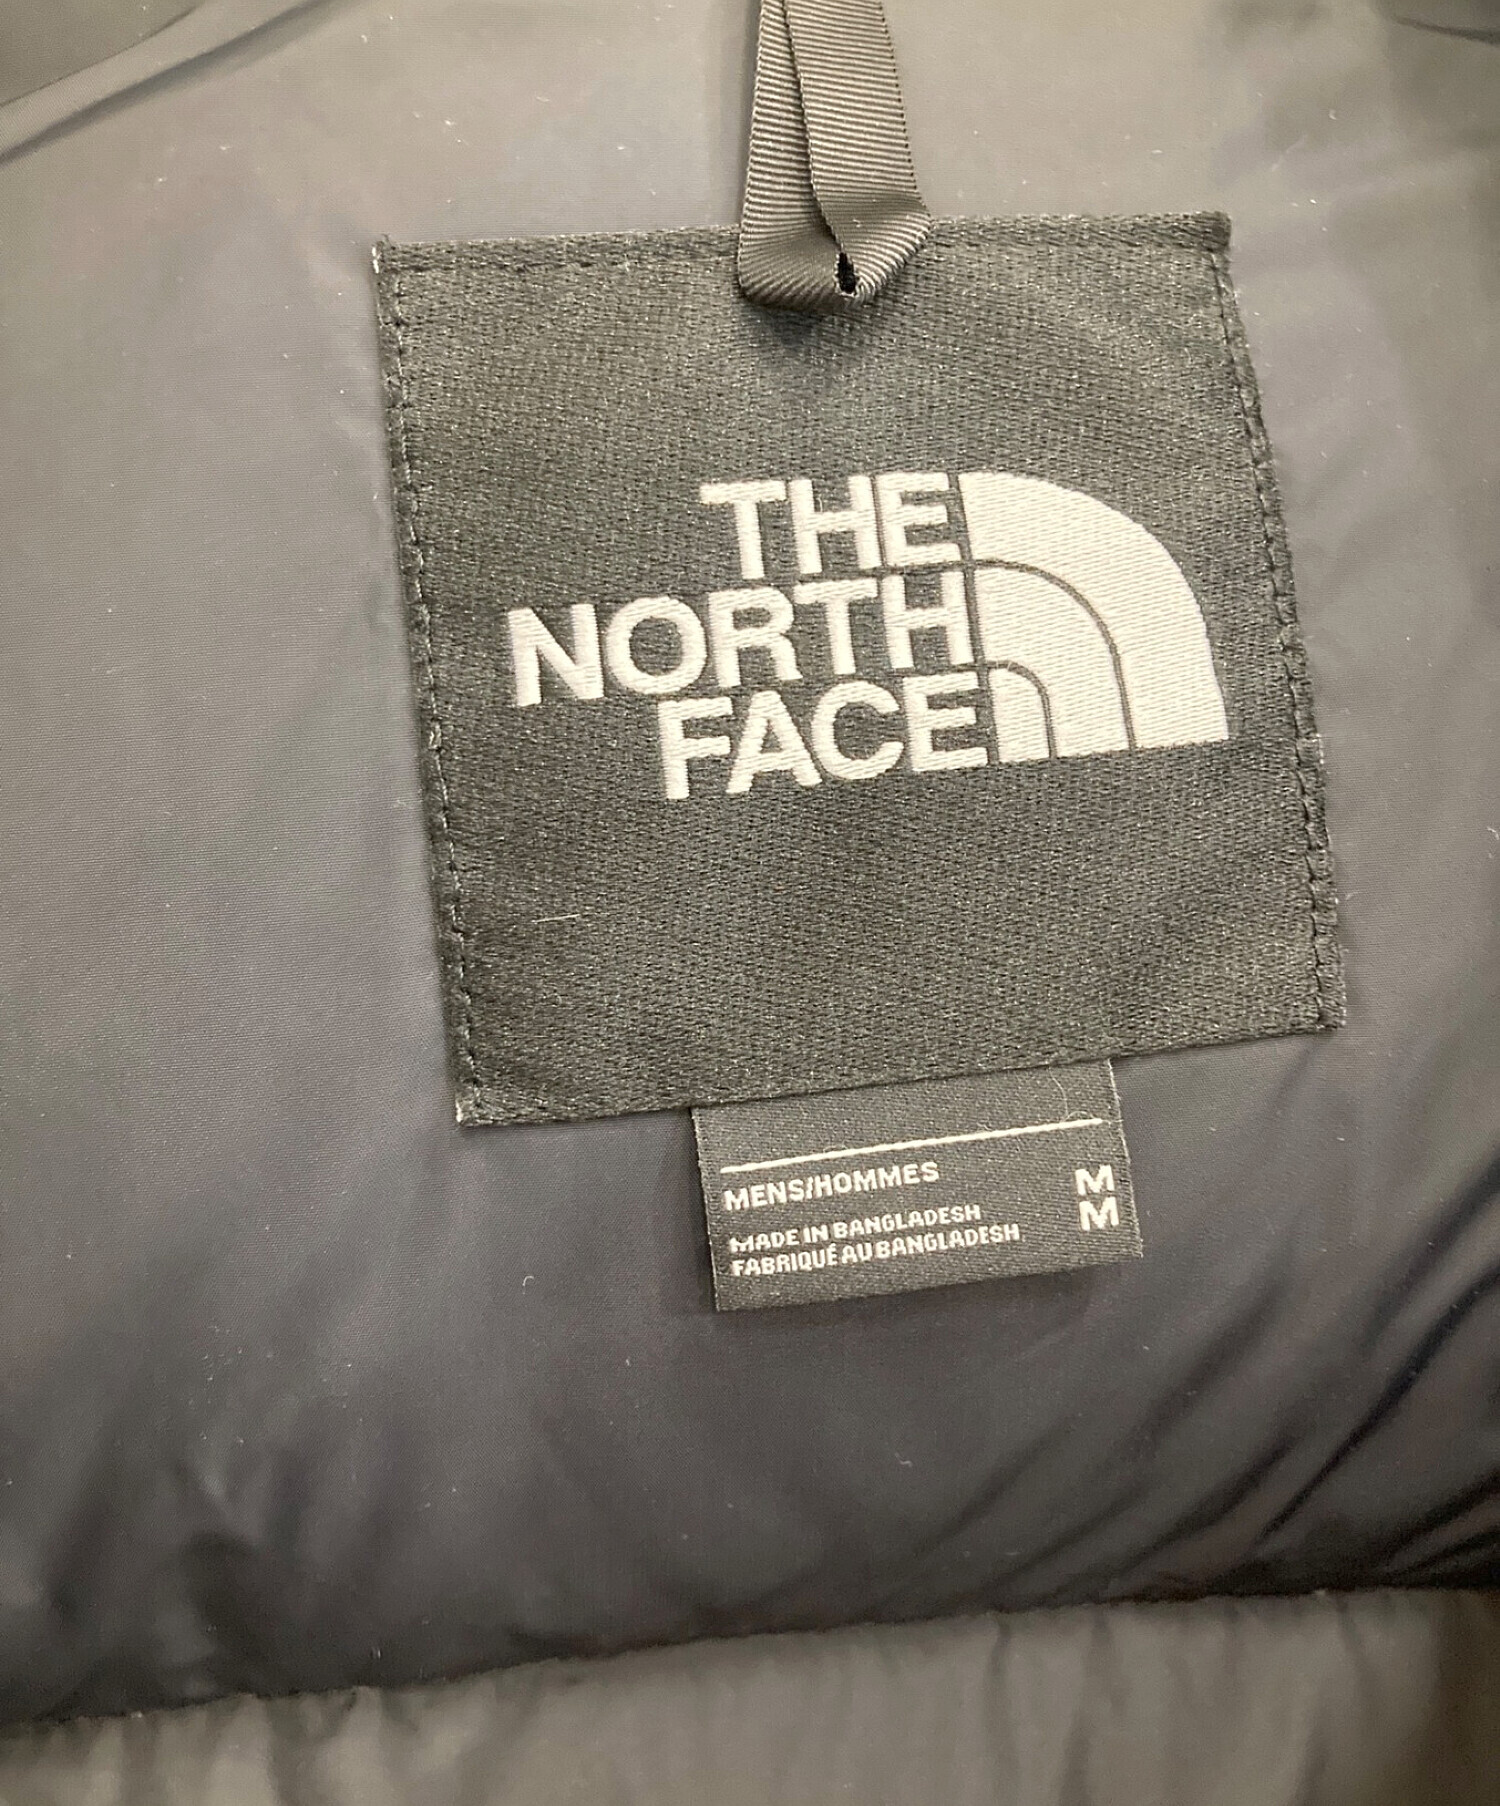 THE
NORTH
FACE
MENS/HOMMES M
M
MADE IN BANGLADESH
FABRIQUÉ AU BANGLADESH